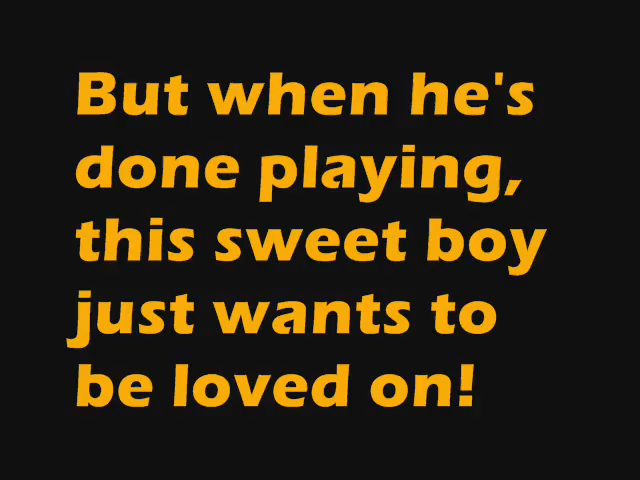 But when he's
done playing,
this sweet boy
just wants to
be loved on!